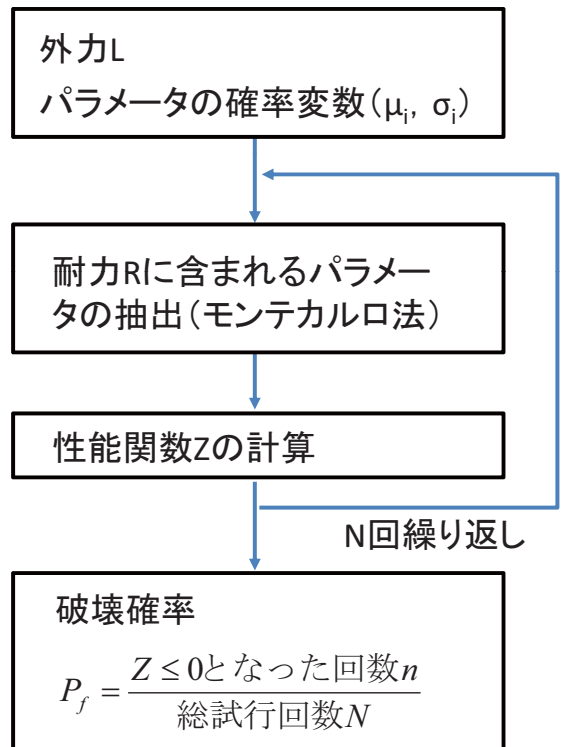 外力L
パラメータの確率変数(μi, σi)
耐力Rに含まれるパラメー
タの抽出(モンテカルロ法)
性能関数Zの計算
N回繰り返し
破壊確率
Pf = Z ≤ 0となった回数n / 総試行回数N